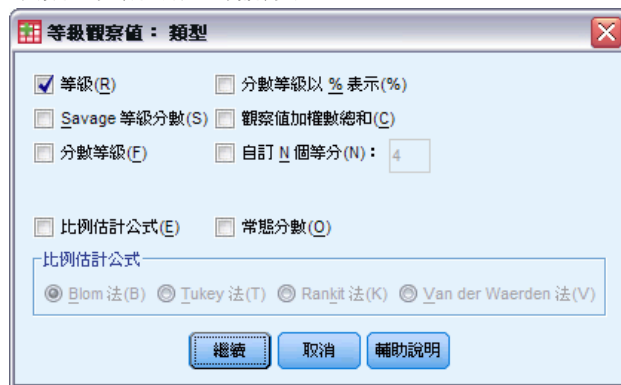 等級觀察值： 類型
等級(R) 分數等級以 % 表示(%)
Savage 等級分數(S) 觀察值加權數總和(C)
分數等級(F) 自訂 N 個等分(N)： 4
比例估計公式(E) 常態分數(O)
比例估計公式
Blom 法(B) Tukey 法(T) Rankit 法(K) Van der Waerden 法(V)
繼續 取消 輔助說明